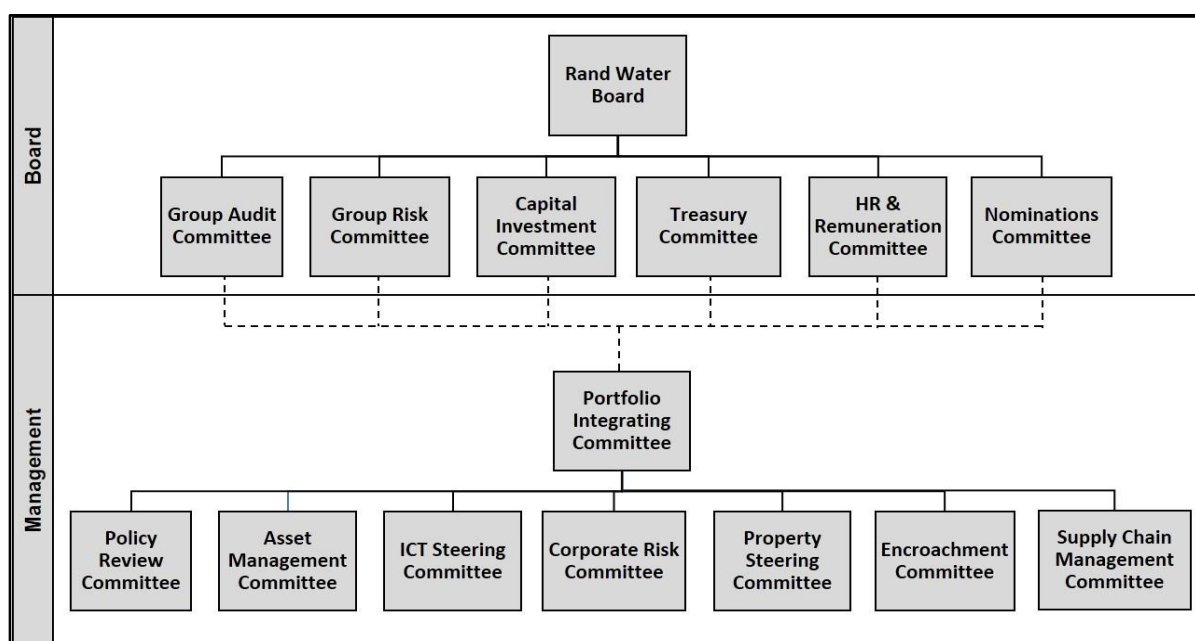 Board
Rand Water
Board
Group Audit
Committee
Group Risk
Committee
Capital
Investment
Committee
Treasury
Committee
HR &
Remuneration
Committee
Nominations
Committee
Management
Portfolio
Integrating
Committee
Policy
Review
Committee
Asset
Management
Committee
ICT Steering
Committee
Corporate Risk
Committee
Property
Steering
Committee
Encroachment
Committee
Supply Chain
Management
Committee